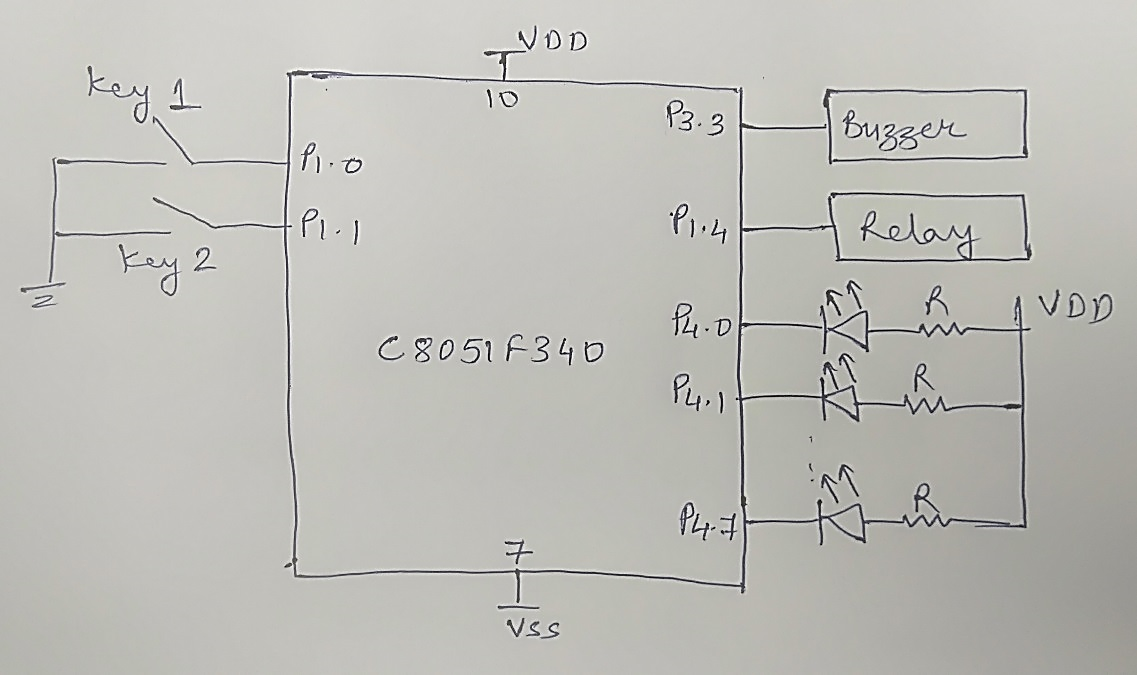 VDD
10
Key 1
P1.0
P1.1
Key 2
C8051F340
P3.3
Buzzer
P1.4
Relay
P4.0
R
VDD
P4.1
R
P4.7
R
7
VSS